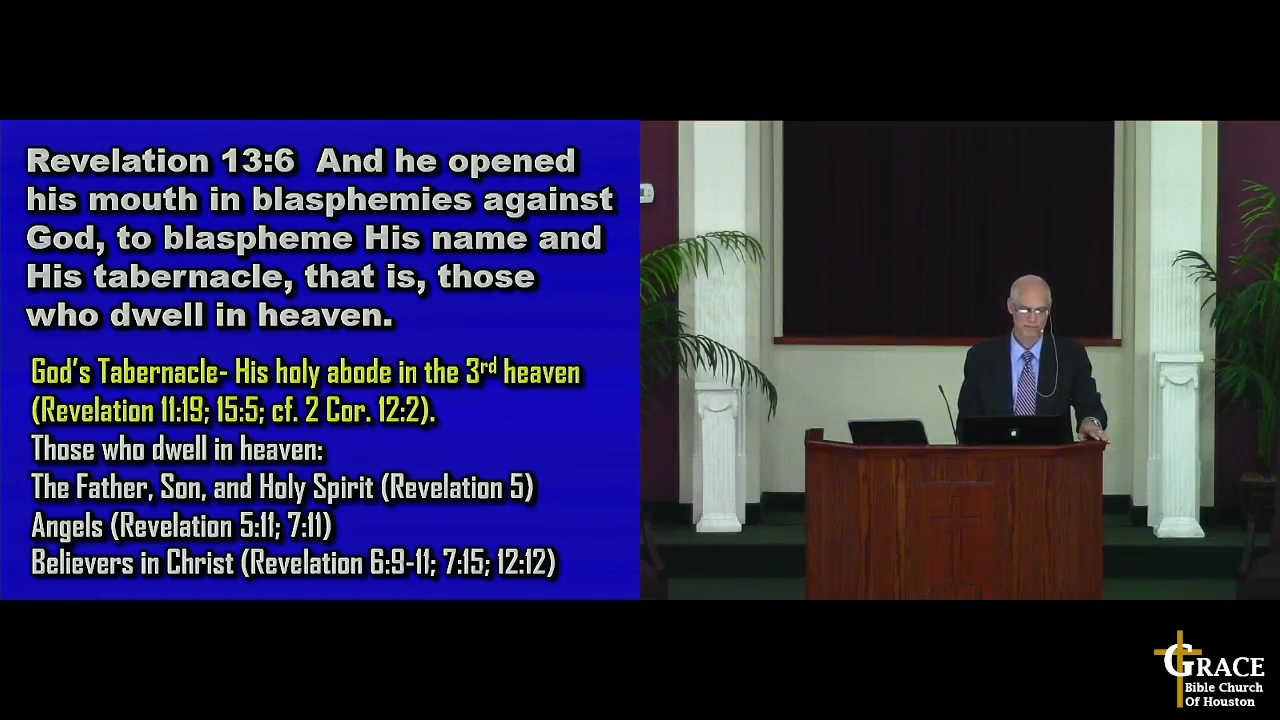 Revelation 13:6  And he opened
his mouth in blasphemies against
God, to blaspheme His name and
His tabernacle, that is, those
who dwell in heaven.
God's Tabernacle- His holy abode in the 3rd heaven
(Revelation 11:19; 15:5; cf. 2 Cor. 12:2).
Those who dwell in heaven:
The Father, Son, and Holy Spirit (Revelation 5)
Angels (Revelation 5:11; 7:11)
Believers in Christ (Revelation 6:9-11; 7:15; 12:12)
GRACE
Bible Church
Of Houston